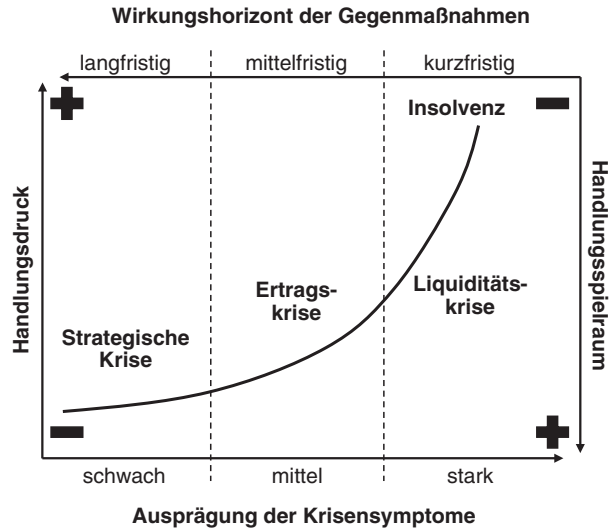 Wirkungshorizont der Gegenmaßnahmen
langfristig mittelfristig kurzfristig
Insolvenz
Handlungsdruck
Handlungsspielraum
Ertrags-
krise
Liquiditäts-
krise
Strategische
Krise
schwach mittel stark
Ausprägung der Krisensymptome